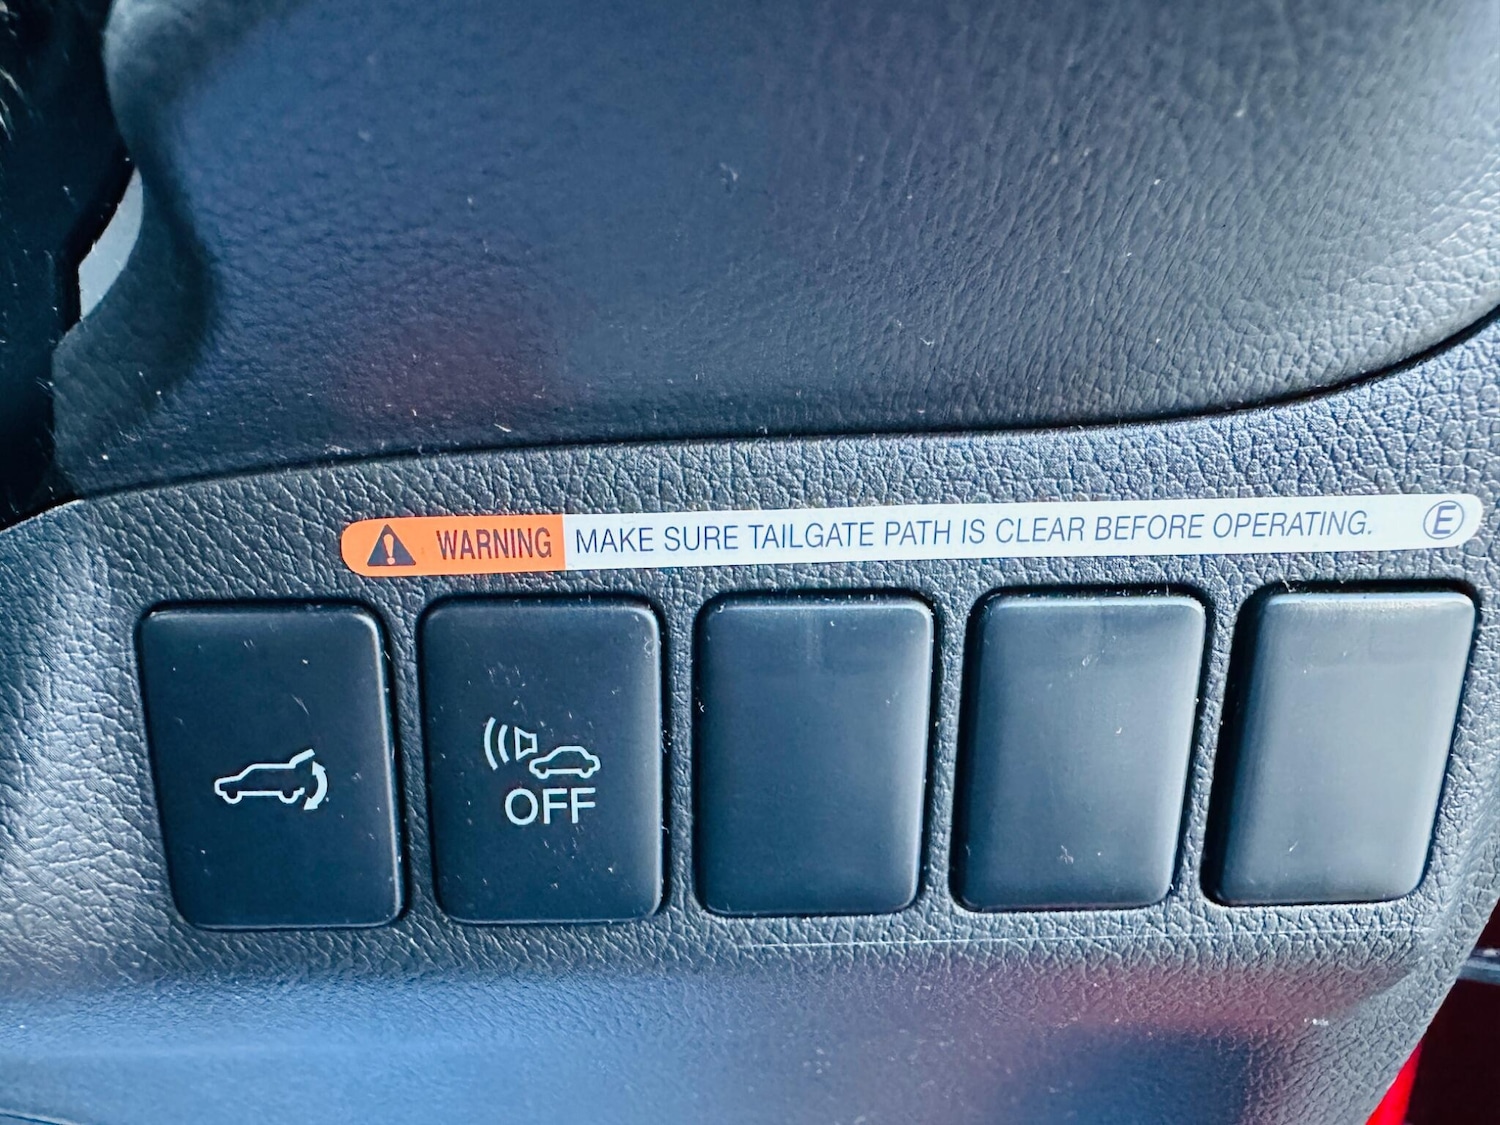 WARNING MAKE SURE TAILGATE PATH IS CLEAR BEFORE OPERATING. E
OFF